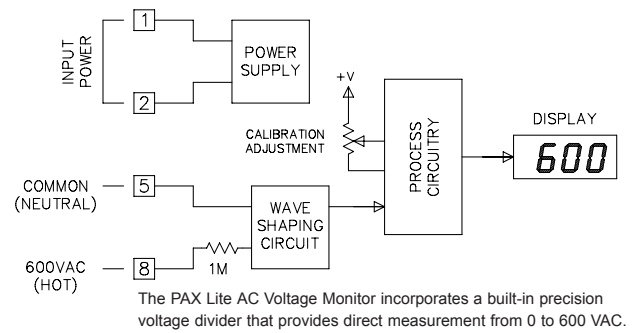 INPUT
POWER
1
2
POWER
SUPPLY
+V
CALIBRATION
ADJUSTMENT
PROCESS
CIRCUITRY
DISPLAY
600
COMMON
(NEUTRAL)
5
WAVE
SHAPING
CIRCUIT
600VAC
(HOT)
8
1M
The PAX Lite AC Voltage Monitor incorporates a built-in precision
voltage divider that provides direct measurement from 0 to 600 VAC.